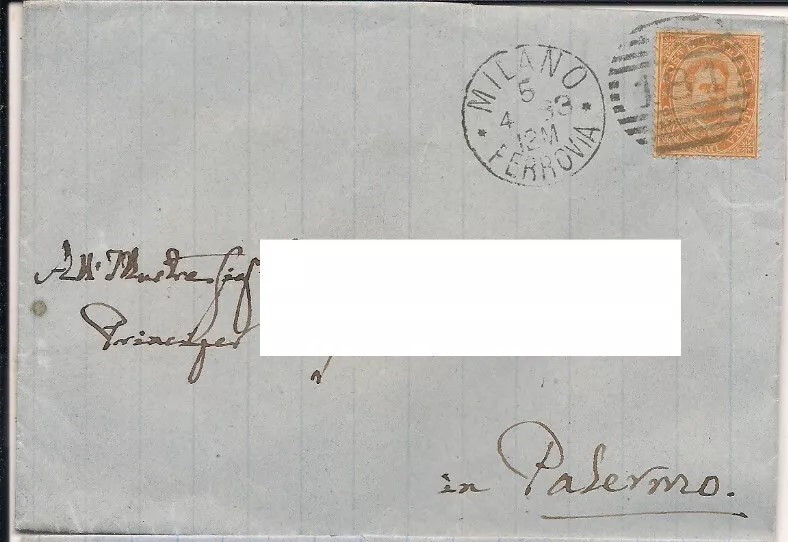 MILANO
5
4 83
12M
FERROVIA
All' Illustre. Sig
Principe
in Palermo.